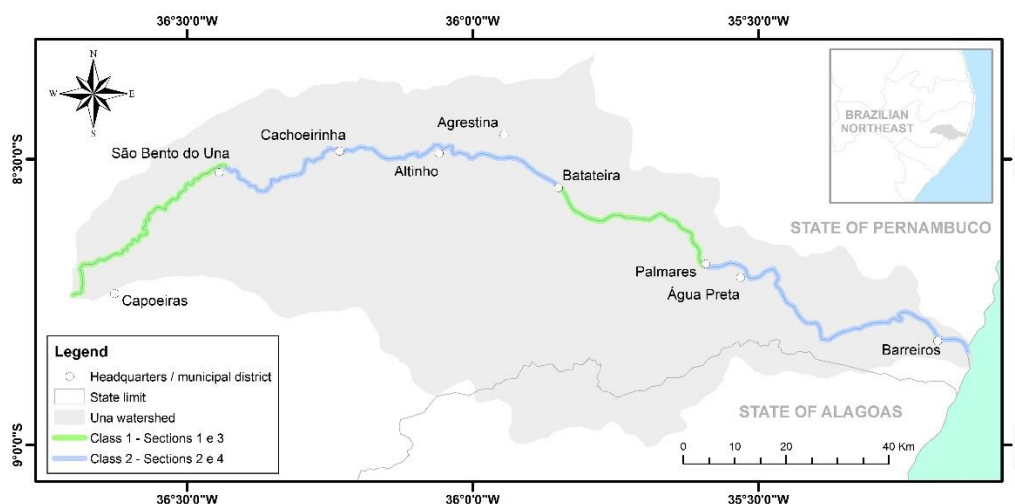 36°30'0"W
36°0'0"W
35°30'0"W
N
W
E
S
BRAZILIAN
NORTHEAST
Agrestina
Cachoeirinha
São Bento do Una
8°30'0"S
Altinho
Batateira
STATE OF PERNAMBUCO
Palmares
Água Preta
Capoeiras
Barreiros
Legend
Headquarters / municipal district
State limit
Una watershed
Class 1 - Sections 1 e 3
Class 2 - Sections 2 e 4
STATE OF ALAGOAS
0 10 20 40 Km
9°0'0"S
36°30'0"W
36°0'0"W
35°30'0"W